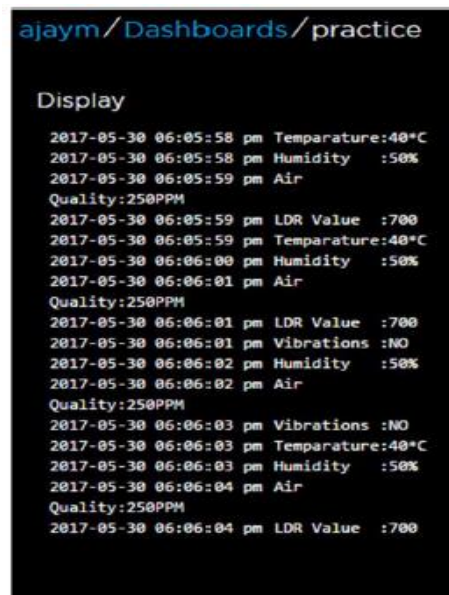 ajaym/Dashboards/practice
Display
2017-05-30 06:05:58 pm Temparature:40*C
2017-05-30 06:05:58 pm Humidity :50%
2017-05-30 06:05:59 pm Air
Quality:250PPM
2017-05-30 06:05:59 pm LDR Value :700
2017-05-30 06:05:59 pm Temparature:40*C
2017-05-30 06:06:00 pm Humidity :50%
2017-05-30 06:06:01 pm Air
Quality:250PPM
2017-05-30 06:06:01 pm LDR Value :700
2017-05-30 06:06:01 pm Vibrations :NO
2017-05-30 06:06:02 pm Humidity :50%
2017-05-30 06:06:02 pm Air
Quality:250PPM
2017-05-30 06:06:03 pm Vibrations :NO
2017-05-30 06:06:03 pm Temparature:40*C
2017-05-30 06:06:03 pm Humidity :50%
2017-05-30 06:06:04 pm Air
Quality:250PPM
2017-05-30 06:06:04 pm LDR Value :700